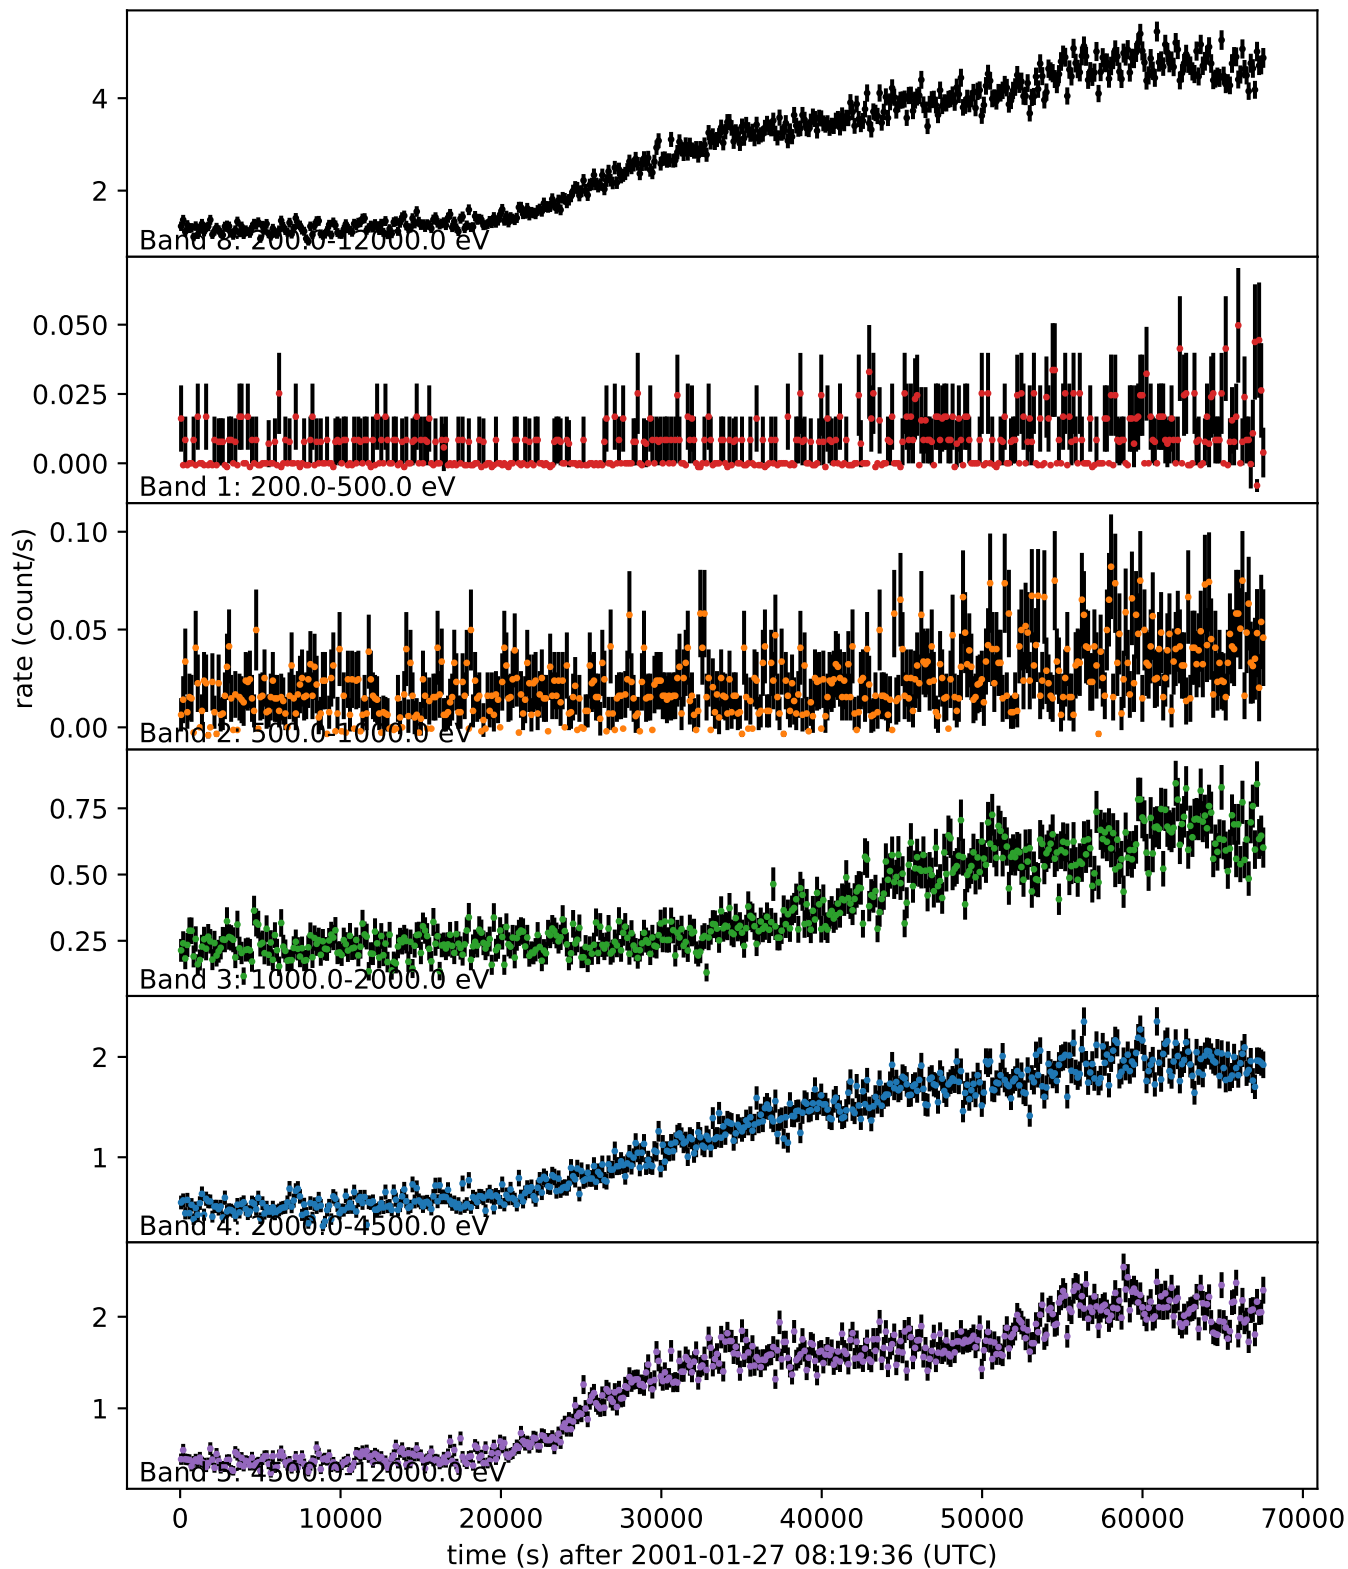 4
2
Band 8: 200.0-12000.0 eV
0.050
0.025
0.000
Band 1: 200.0-500.0 eV
rate (count/s)
0.10
0.05
0.00
Band 2: 500.0-1000.0 eV
0.75
0.50
0.25
Band 3: 1000.0-2000.0 eV
2
1
Band 4: 2000.0-4500.0 eV
2
1
Band 5: 4500.0-12000.0 eV
0 10000 20000 30000 40000 50000 60000 70000
time (s) after 2001-01-27 08:19:36 (UTC)